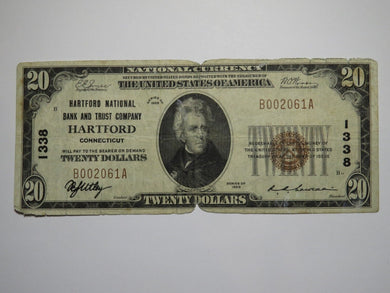 NATIONAL CURRENCY
THE UNITED STATES OF AMERICA
20
20
B002061A
HARTFORD NATIONAL
BANK AND TRUST COMPANY
HARTFORD
CONNECTICUT
WILL PAY TO THE BEARER ON DEMAND
TWENTY DOLLARS
B002061A
1338
1338
TWENTY
SERIES OF
1929
20
TWENTY DOLLARS
20